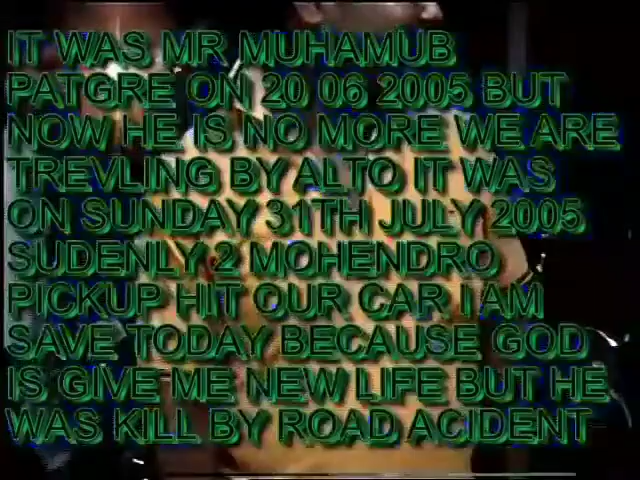 IT WAS MR MUHAMUB
PATGRE ON 20 06 2005 BUT
NOW HE IS NO MORE WE ARE
TREVLING BY ALTO IT WAS
ON SUNDAY 31TH JULY 2005
SUDENLY 2 MOHENDRO
PICKUP HIT OUR CAR I AM
SAVE TODAY BECAUSE GOD
IS GIVE ME NEW LIFE BUT HE
WAS KILL BY ROAD ACIDENT